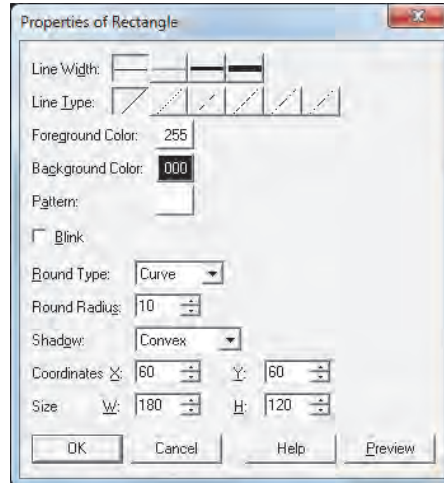 Properties of Rectangle
Line Width:
Line Type:
Foreground Color: 255
Background Color: 000
Pattern:
Blink
Round Type: Curve
Round Radius: 10
Shadow: Convex
Coordinates X: 60 Y: 60
Size W: 180 H: 120
OK Cancel Help Preview